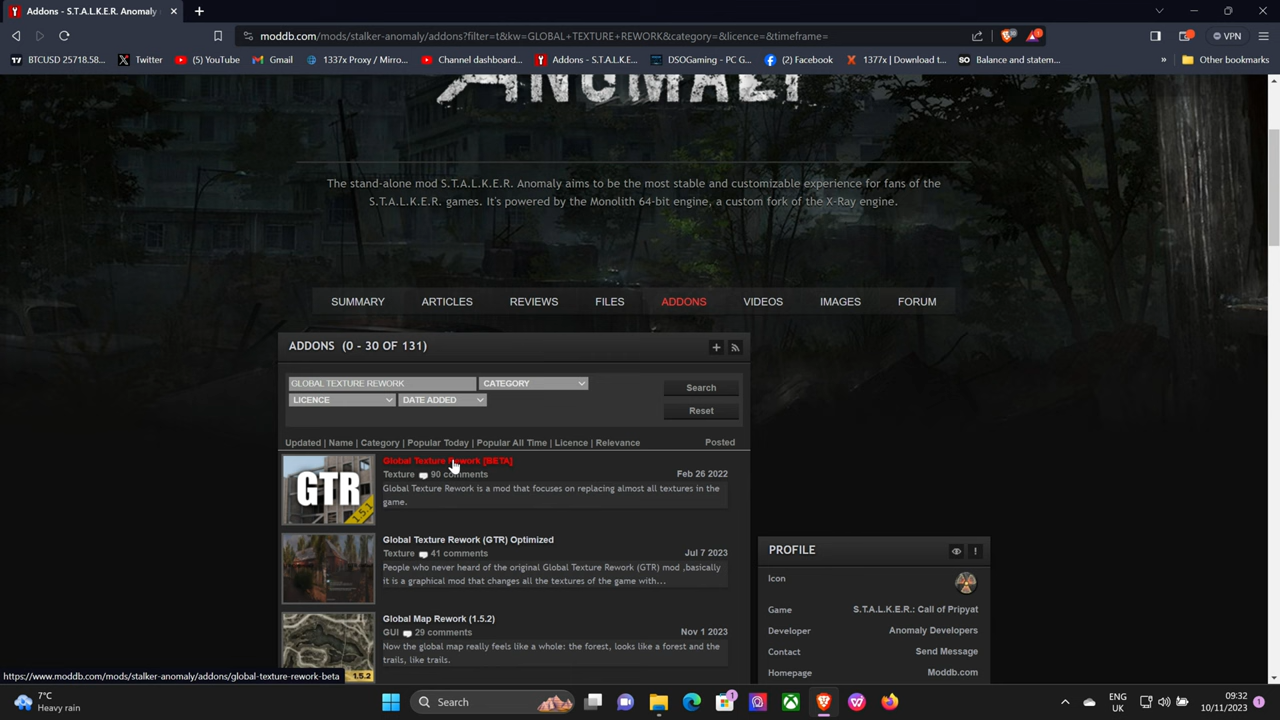 Addons - S.T.A.L.K.E.R. Anomaly
moddb.com/mods/stalker-anomaly/addons?filter=t&kw=GLOBAL+TEXTURE+REWORK&category=&licence=&timeframe=
VPN
BTCUSD 25718.58...
Twitter
(5) YouTube
Gmail
1337x Proxy / Mirro...
Channel dashboard...
Addons - S.T.A.L.K.E...
DSOGaming - PC G...
(2) Facebook
1377x | Download t...
Balance and statem...
»
Other bookmarks
ANOMALY
The stand-alone mod S.T.A.L.K.E.R. Anomaly aims to be the most stable and customizable experience for fans of the
S.T.A.L.K.E.R. games. It's powered by the Monolith 64-bit engine, a custom fork of the X-Ray engine.
SUMMARY ARTICLES REVIEWS FILES ADDONS VIDEOS IMAGES FORUM
ADDONS (0 - 30 OF 131)
GLOBAL TEXTURE REWORK CATEGORY Search
LICENCE DATE ADDED Reset
Updated | Name | Category | Popular Today | Popular All Time | Licence | Relevance Posted
GTR
1.5.1
Global Texture Rework [BETA]
Texture 90 comments Feb 26 2022
Global Texture Rework is a mod that focuses on replacing almost all textures in the
game.
Global Texture Rework (GTR) Optimized
Texture 41 comments Jul 7 2023
People who never heard of the original Global Texture Rework (GTR) mod ,basically
it is a graphical mod that changes all the textures of the game with...
Global Map Rework (1.5.2)
GUI 29 comments Nov 1 2023
Now the global map really feels like a whole: the forest, looks like a forest and the
trails, like trails.
1.5.2
PROFILE
Icon
Game S.T.A.L.K.E.R.: Call of Pripyat
Developer Anomaly Developers
Contact Send Message
Homepage Moddb.com
https://www.moddb.com/mods/stalker-anomaly/addons/global-texture-rework-beta
7°C
Heavy rain
Search
1
ENG
UK
09:32
10/11/2023
1